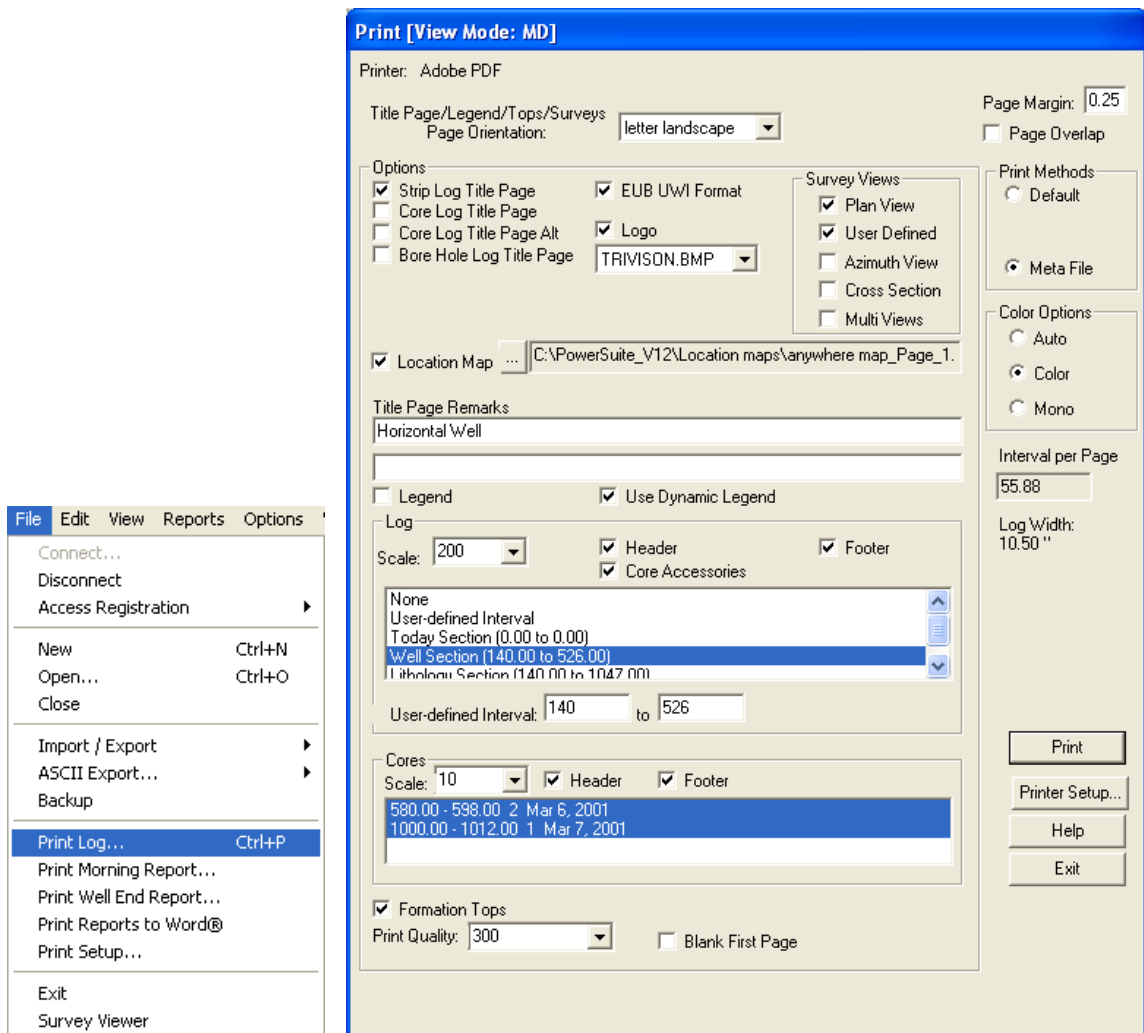 File Edit View Reports Options
Connect...
Disconnect
Access Registration
New Ctrl+N
Open... Ctrl+O
Close
Import / Export
ASCII Export...
Backup
Print Log... Ctrl+P
Print Morning Report...
Print Well End Report...
Print Reports to Word®
Print Setup...
Exit
Survey Viewer
Print [View Mode: MD]
Printer: Adobe PDF
Title Page/Legend/Tops/Surveys
Page Orientation:
letter landscape
Page Margin: 0.25
Page Overlap
Options
Strip Log Title Page
Core Log Title Page
Core Log Title Page Alt
Bore Hole Log Title Page
EUB UWI Format
Logo
TRIVISON.BMP
Survey Views
Plan View
User Defined
Azimuth View
Cross Section
Multi Views
Print Methods
Default
Meta File
Color Options
Auto
Color
Mono
Location Map ... C:\PowerSuite_V12\Location maps\anywhere map_Page_1.
Title Page Remarks
Horizontal Well
Legend
Use Dynamic Legend
Interval per Page
55.88
Log Width:
10.50 "
Log
Scale: 200
Header
Footer
Core Accessories
None
User-defined Interval
Today Section (0.00 to 0.00)
Well Section (140.00 to 526.00)
Lithology Section (140.00 to 1047.00)
User-defined Interval: 140 to 526
Cores
Scale: 10
Header
Footer
580.00 - 598.00 2 Mar 6, 2001
1000.00 - 1012.00 1 Mar 7, 2001
Formation Tops
Print Quality: 300
Blank First Page
Print
Printer Setup...
Help
Exit